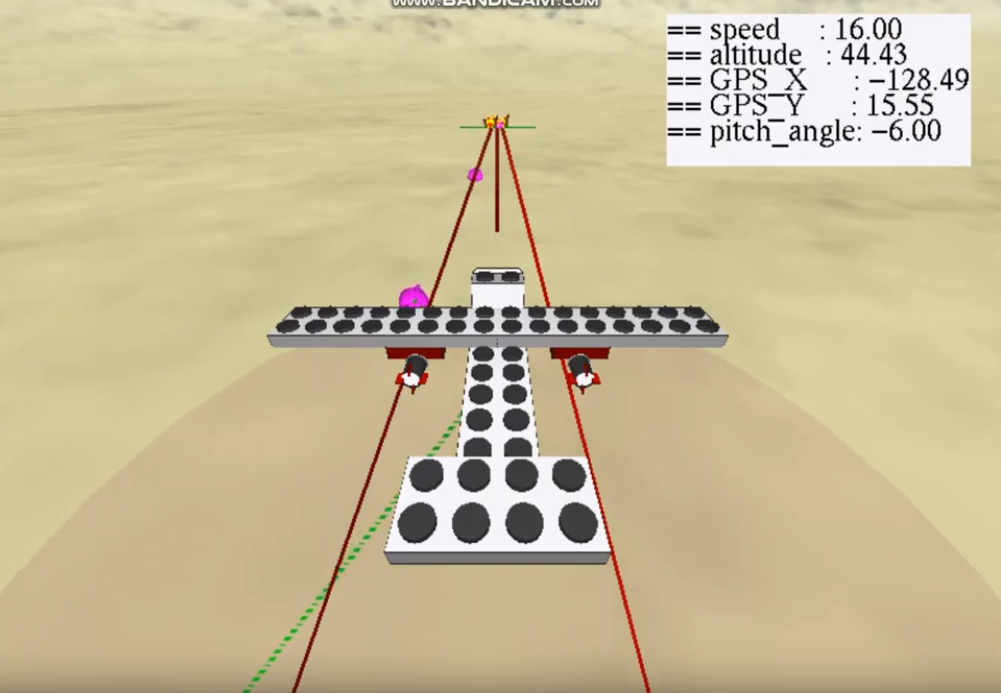 www.BANDICAM.com
== speed : 16.00
== altitude : 44.43
== GPS_X : −128.49
== GPS_Y : 15.55
== pitch_angle: −6.00